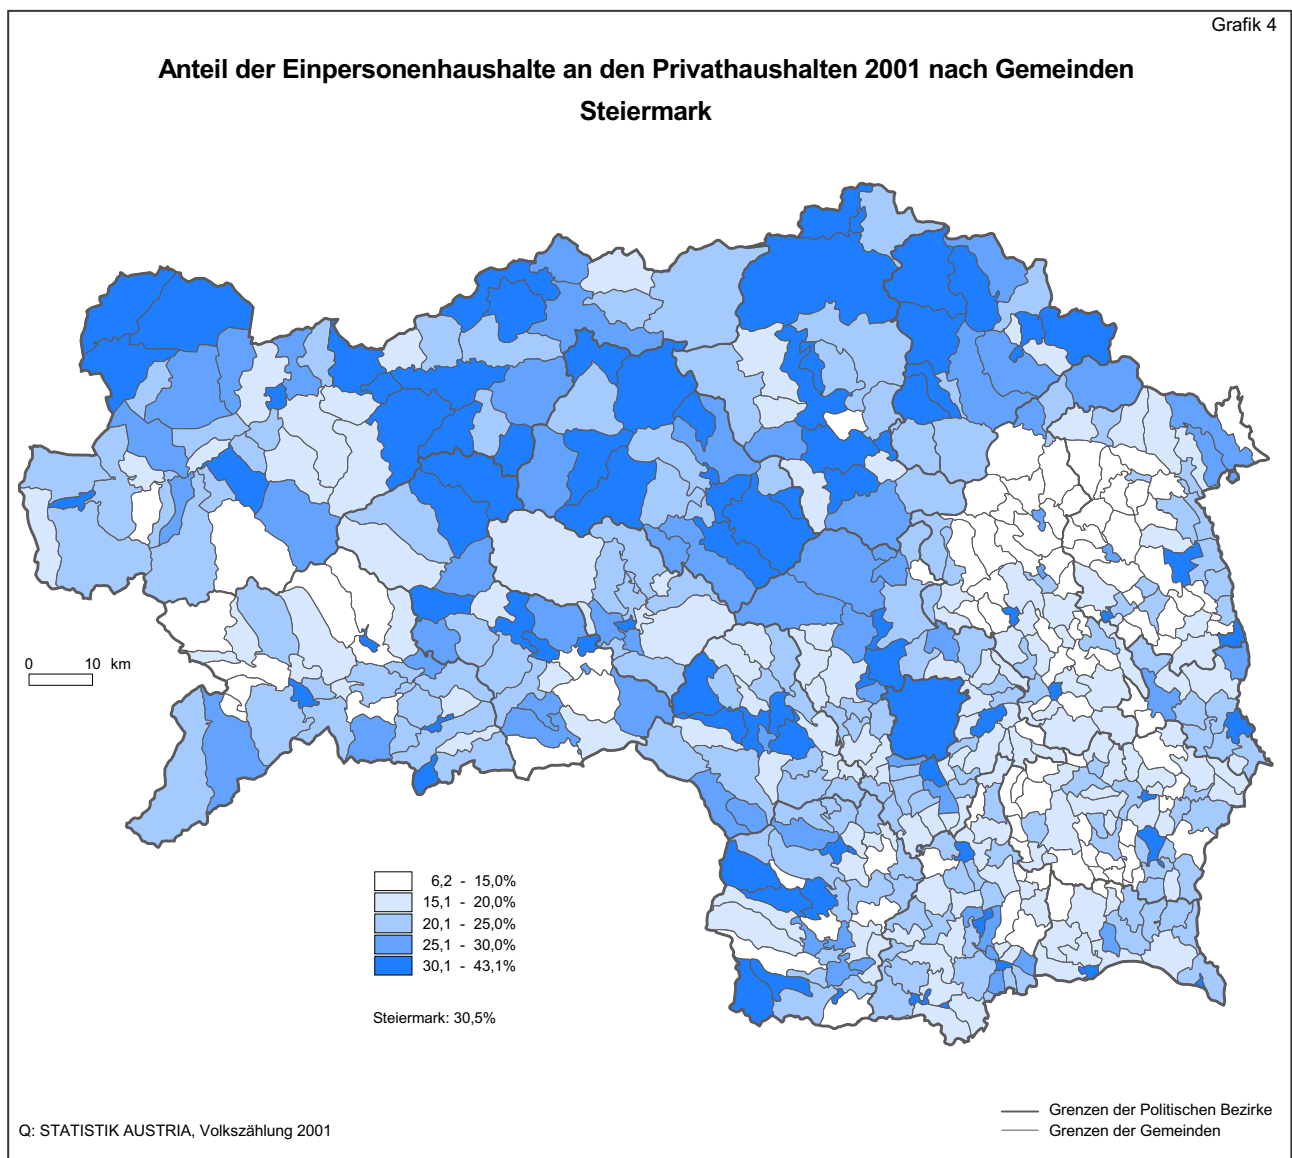 Grafik 4
Anteil der Einpersonenhaushalte an den Privathaushalten 2001 nach Gemeinden
Steiermark
0 10 km
6,2 - 15,0%
15,1 - 20,0%
20,1 - 25,0%
25,1 - 30,0%
30,1 - 43,1%
Steiermark: 30,5%
Grenzen der Politischen Bezirke
Grenzen der Gemeinden
Q: STATISTIK AUSTRIA, Volkszählung 2001